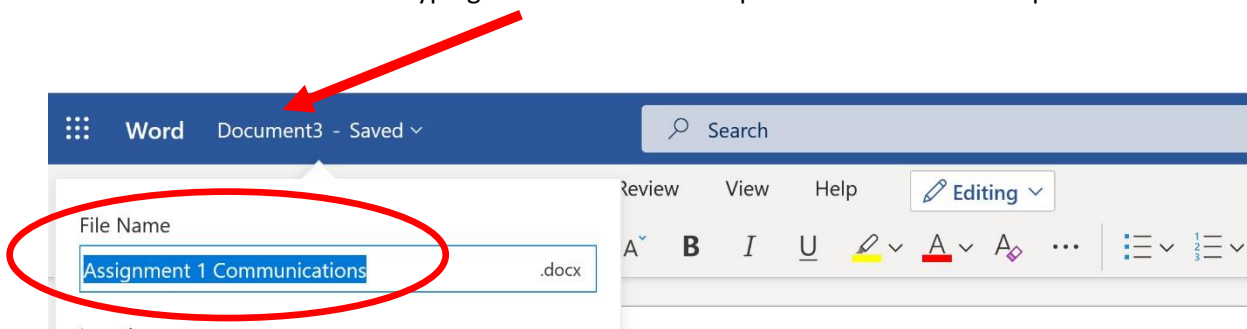 Word Document3 - Saved Search
Review View Help Editing
File Name
A B I U A A ...
Assignment 1 Communications .docx